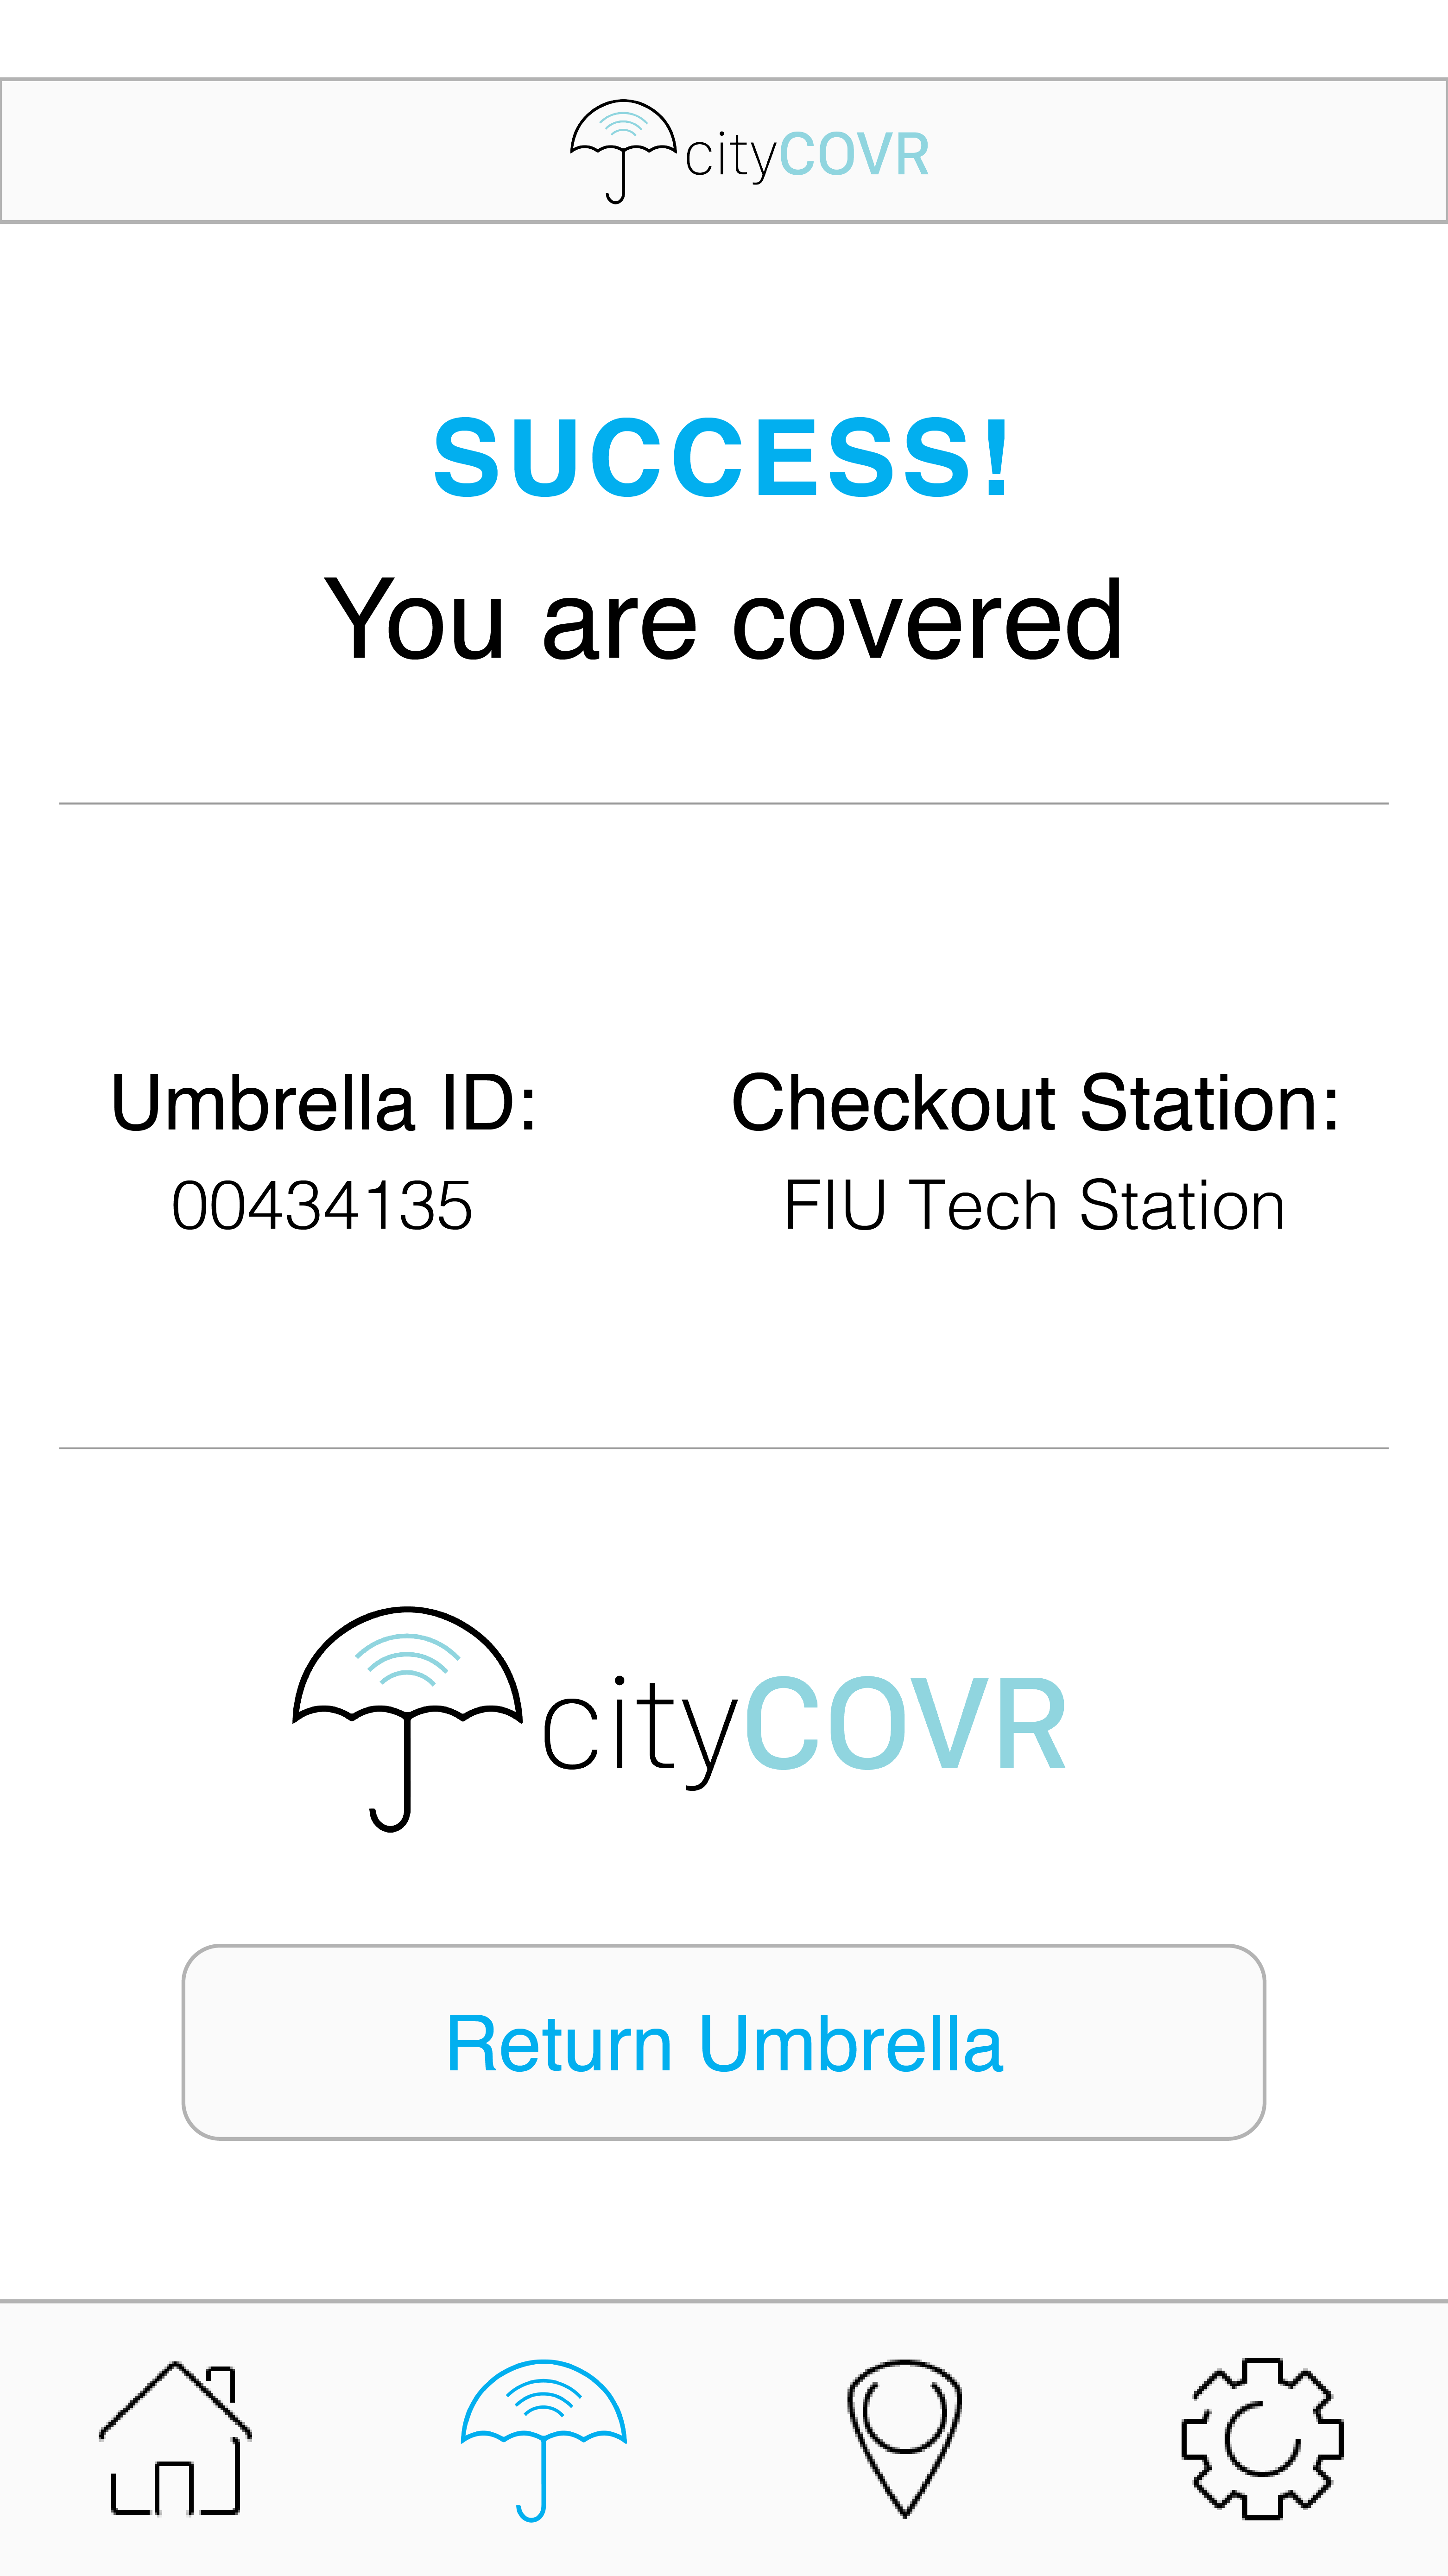 cityCOVR
SUCCESS!
You are covered
Umbrella ID:
00434135
Checkout Station:
FIU Tech Station
cityCOVR
Return Umbrella